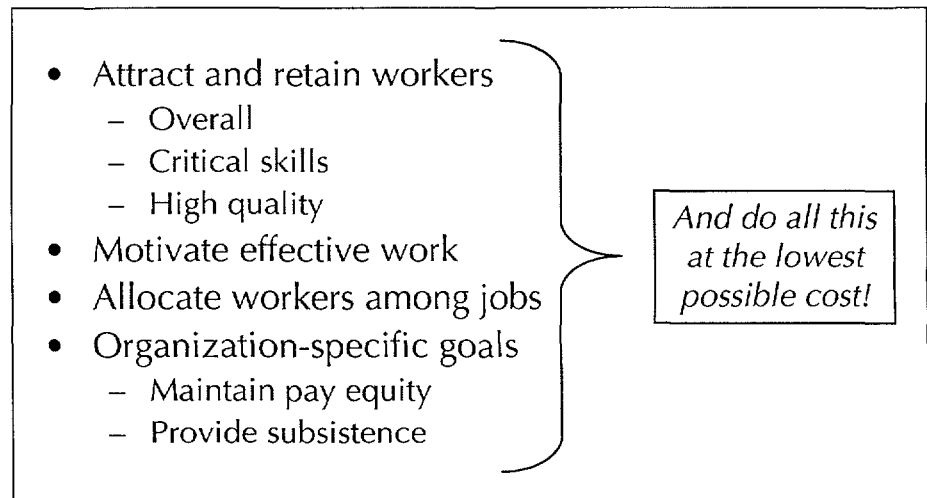 • Attract and retain workers
– Overall
– Critical skills
– High quality
• Motivate effective work
• Allocate workers among jobs
• Organization-specific goals
– Maintain pay equity
– Provide subsistence
And do all this
at the lowest
possible cost!